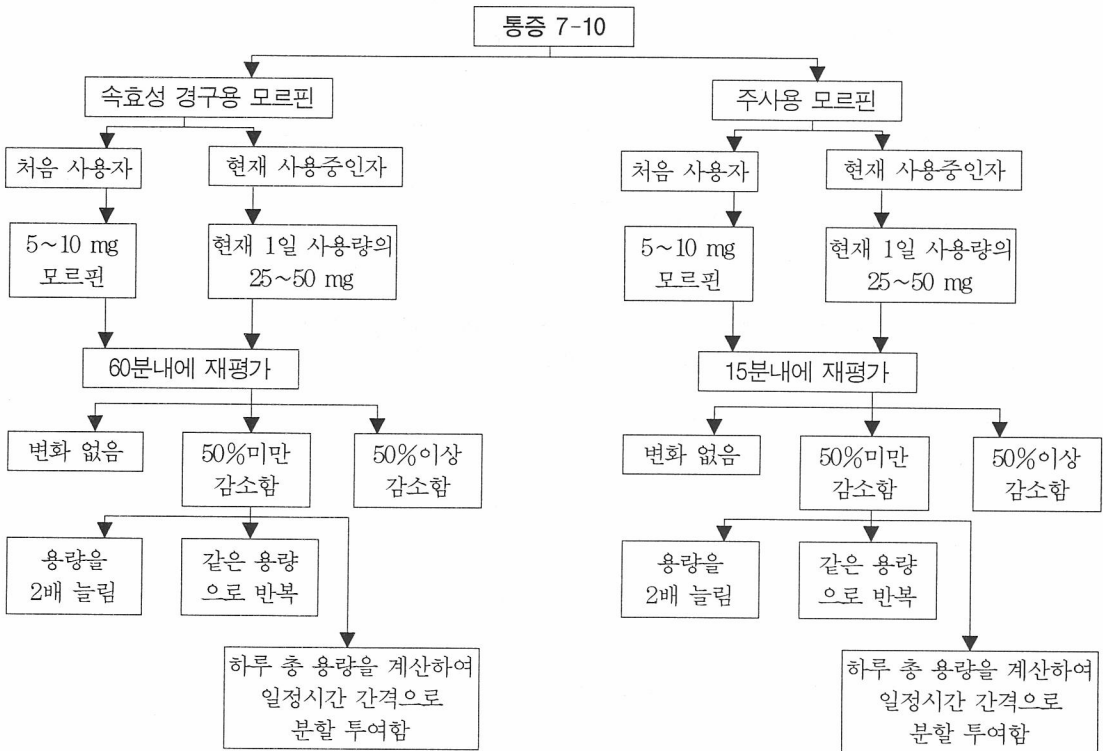 통증 7-10
속효성 경구용 모르핀
처음 사용자
현재 사용중인자
5~10 mg
모르핀
현재 1일 사용량의
25~50 mg
60분내에 재평가
변화 없음
50%미만
감소함
50%이상
감소함
용량을
2배 늘림
같은 용량
으로 반복
하루 총 용량을 계산하여
일정시간 간격으로
분할 투여함
주사용 모르핀
처음 사용자
현재 사용중인자
5~10 mg
모르핀
현재 1일 사용량의
25~50 mg
15분내에 재평가
변화 없음
50%미만
감소함
50%이상
감소함
용량을
2배 늘림
같은 용량
으로 반복
하루 총 용량을 계산하여
일정시간 간격으로
분할 투여함